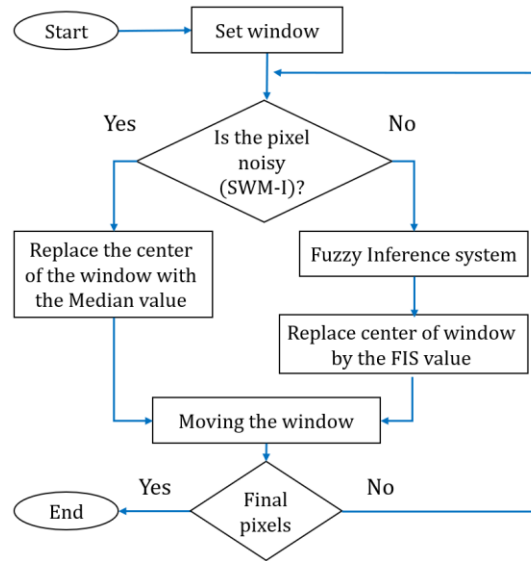 Start
Set window
Yes
No
Is the pixel
noisy
(SWM-I)?
Replace the center
of the window with
the Median value
Fuzzy Inference system
Replace center of window
by the FIS value
Moving the window
Yes
No
End
Final
pixels